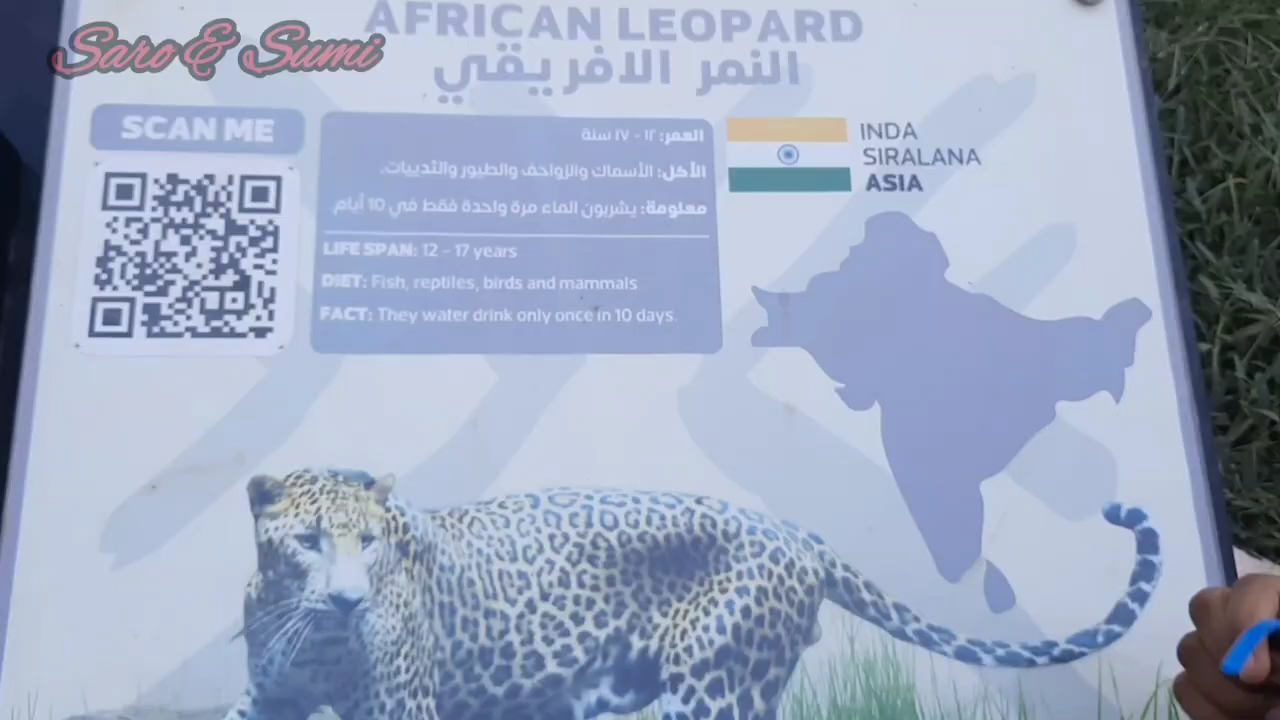 Saro & Sumi
AFRICAN LEOPARD
النمر الافريقي
SCAN ME
العمر: ١٢ - ١٧ سنة
الأكل: الأسماك والزواحف والطيور والثدييات.
معلومة: يشربون الماء مرة واحدة فقط في 10 أيام.
LIFE SPAN: 12 - 17 years
DIET: Fish, reptiles, birds and mammals
FACT: They water drink only once in 10 days.
INDA
SIRALANA
ASIA